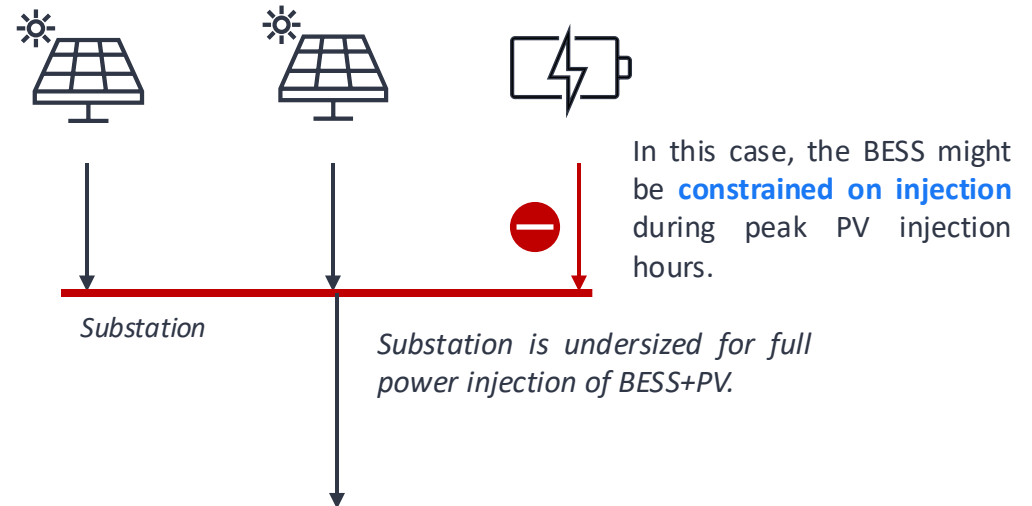 In this case, the BESS might
be constrained on injection
during peak PV injection
hours.
Substation
Substation is undersized for full
power injection of BESS+PV.